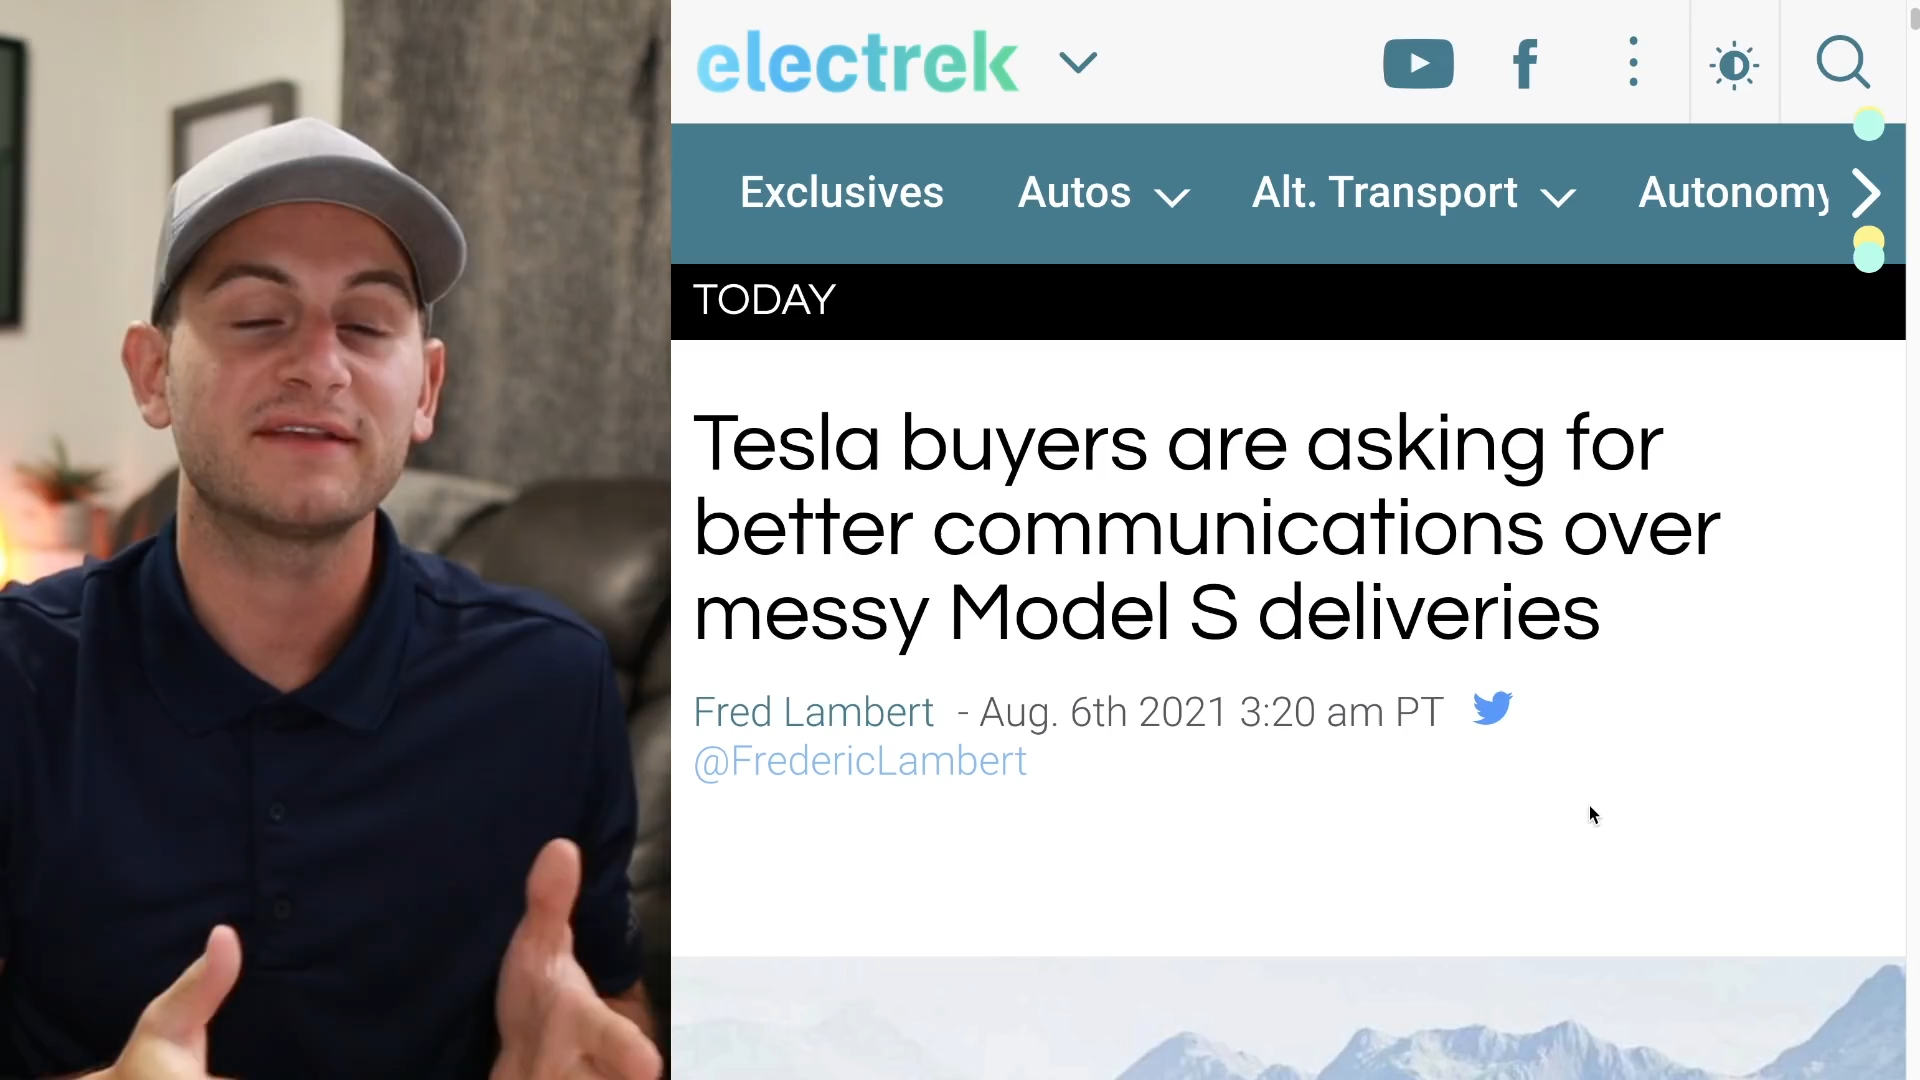 electrek
Exclusives Autos Alt. Transport Autonomy
TODAY
Tesla buyers are asking for
better communications over
messy Model S deliveries
Fred Lambert - Aug. 6th 2021 3:20 am PT
@FredericLambert